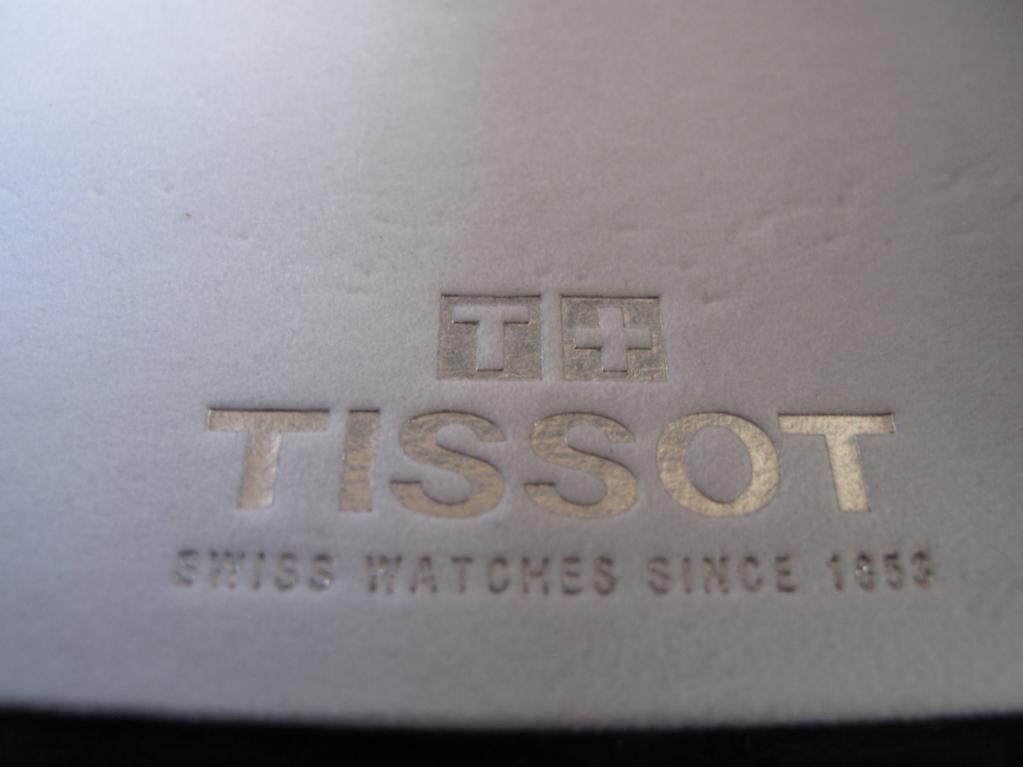 T+
TISSOT
SWISS WATCHES SINCE 1853